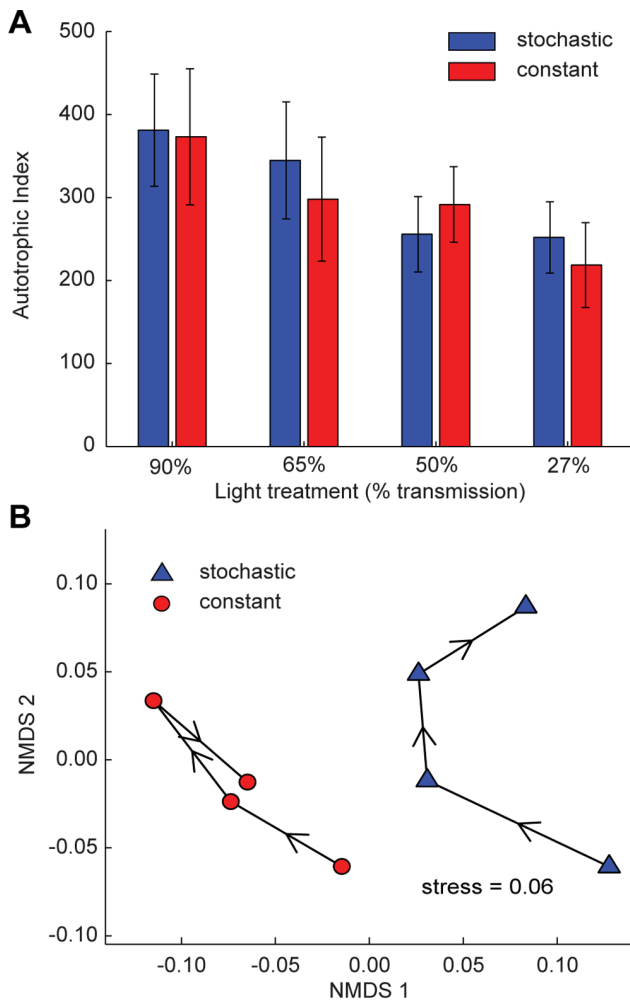 A
500
400
300
200
100
0
Autotrophic Index
stochastic
constant
90%
65%
50%
27%
Light treatment (% transmission)
B
0.10
0.05
0.00
-0.05
-0.10
NMDS 2
stochastic
constant
stress = 0.06
-0.10
-0.05
0.00
0.05
0.10
NMDS 1